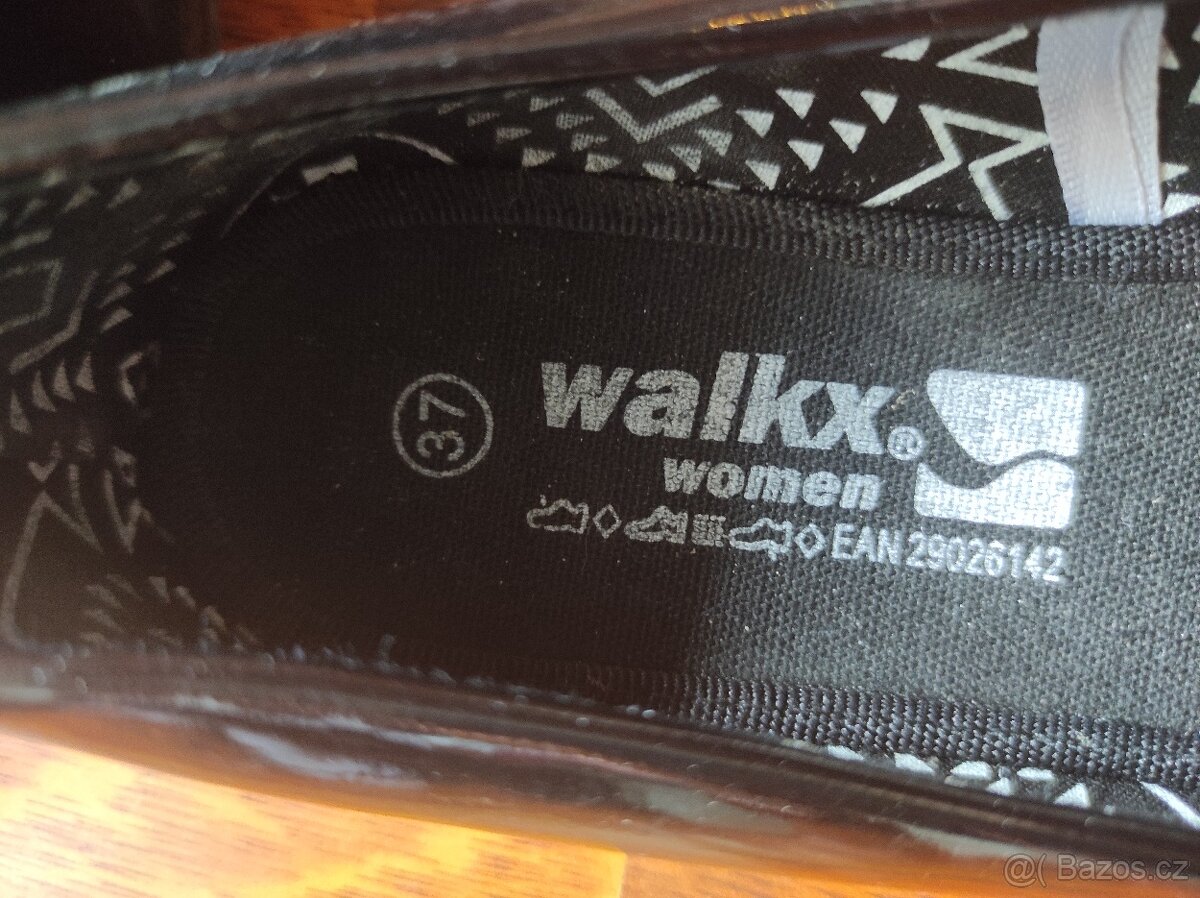 37
walkx®
women
EAN 29026142
@( Bazos.cz